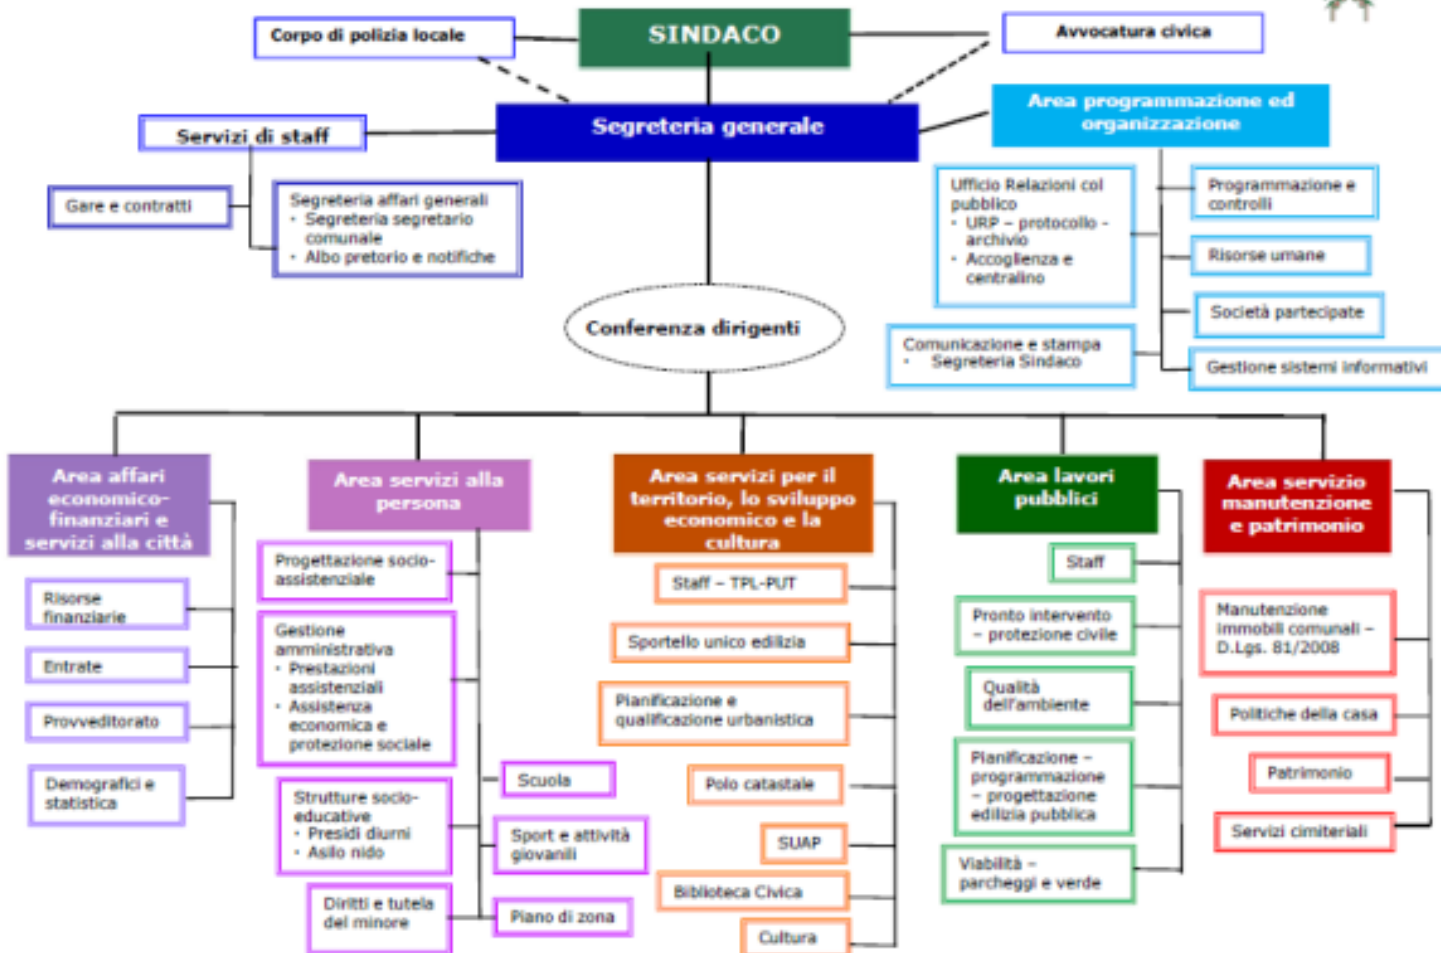 Corpo di polizia locale
SINDACO
Avvocatura civica
Segreteria generale
Area programmazione ed
organizzazione
Servizi di staff
Gare e contratti
Segreteria affari generali
• Segreteria segretario
comunale
• Albo pretorio e notifiche
Ufficio Relazioni col
pubblico
• URP – protocollo -
archivio
• Accoglienza e
centralino
Programmazione e
controlli
Risorse umane
Società partecipate
Comunicazione e stampa
• Segreteria Sindaco
Gestione sistemi informativi
Conferenza dirigenti
Area affari
economico-
finanziari e
servizi alla città
Risorse
finanziarie
Entrate
Provveditorato
Demografici e
statistica
Area servizi alla
persona
Progettazione socio-
assistenziale
Gestione
amministrativa
• Prestazioni
assistenziali
• Assistenza
economica e
protezione sociale
Scuola
Strutture socio-
educative
• Presidi diurni
• Asilo nido
Sport e attività
giovanili
Diritti e tutela
del minore
Piano di zona
Area servizi per il
territorio, lo sviluppo
economico e la
cultura
Staff – TPL-PUT
Sportello unico edilizia
Pianificazione e
qualificazione urbanistica
Polo catastale
SUAP
Biblioteca Civica
Cultura
Area lavori
pubblici
Staff
Pronto intervento
– protezione civile
Qualità
dell'ambiente
Pianificazione –
programmazione
– progettazione
edilizia pubblica
Viabilità –
parcheggi e verde
Area servizio
manutenzione
e patrimonio
Manutenzione
immobili comunali –
D.Lgs. 81/2008
Politiche della casa
Patrimonio
Servizi cimiteriali